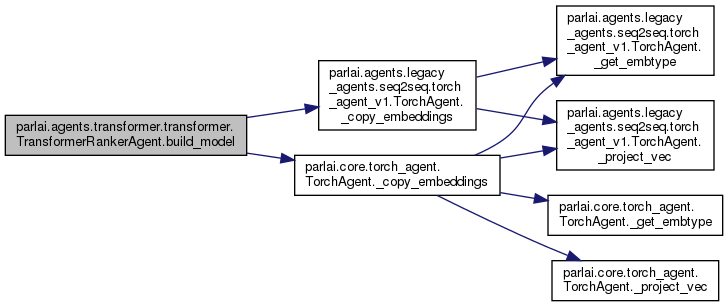 parlai.agents.transformer.transformer.
TransformerRankerAgent.build_model
parlai.agents.legacy
_agents.seq2seq.torch
_agent_v1.TorchAgent.
_copy_embeddings
parlai.core.torch_agent.
TorchAgent._copy_embeddings
parlai.agents.legacy
_agents.seq2seq.torch
_agent_v1.TorchAgent.
_get_embtype
parlai.agents.legacy
_agents.seq2seq.torch
_agent_v1.TorchAgent.
_project_vec
parlai.core.torch_agent.
TorchAgent._get_embtype
parlai.core.torch_agent.
TorchAgent._project_vec